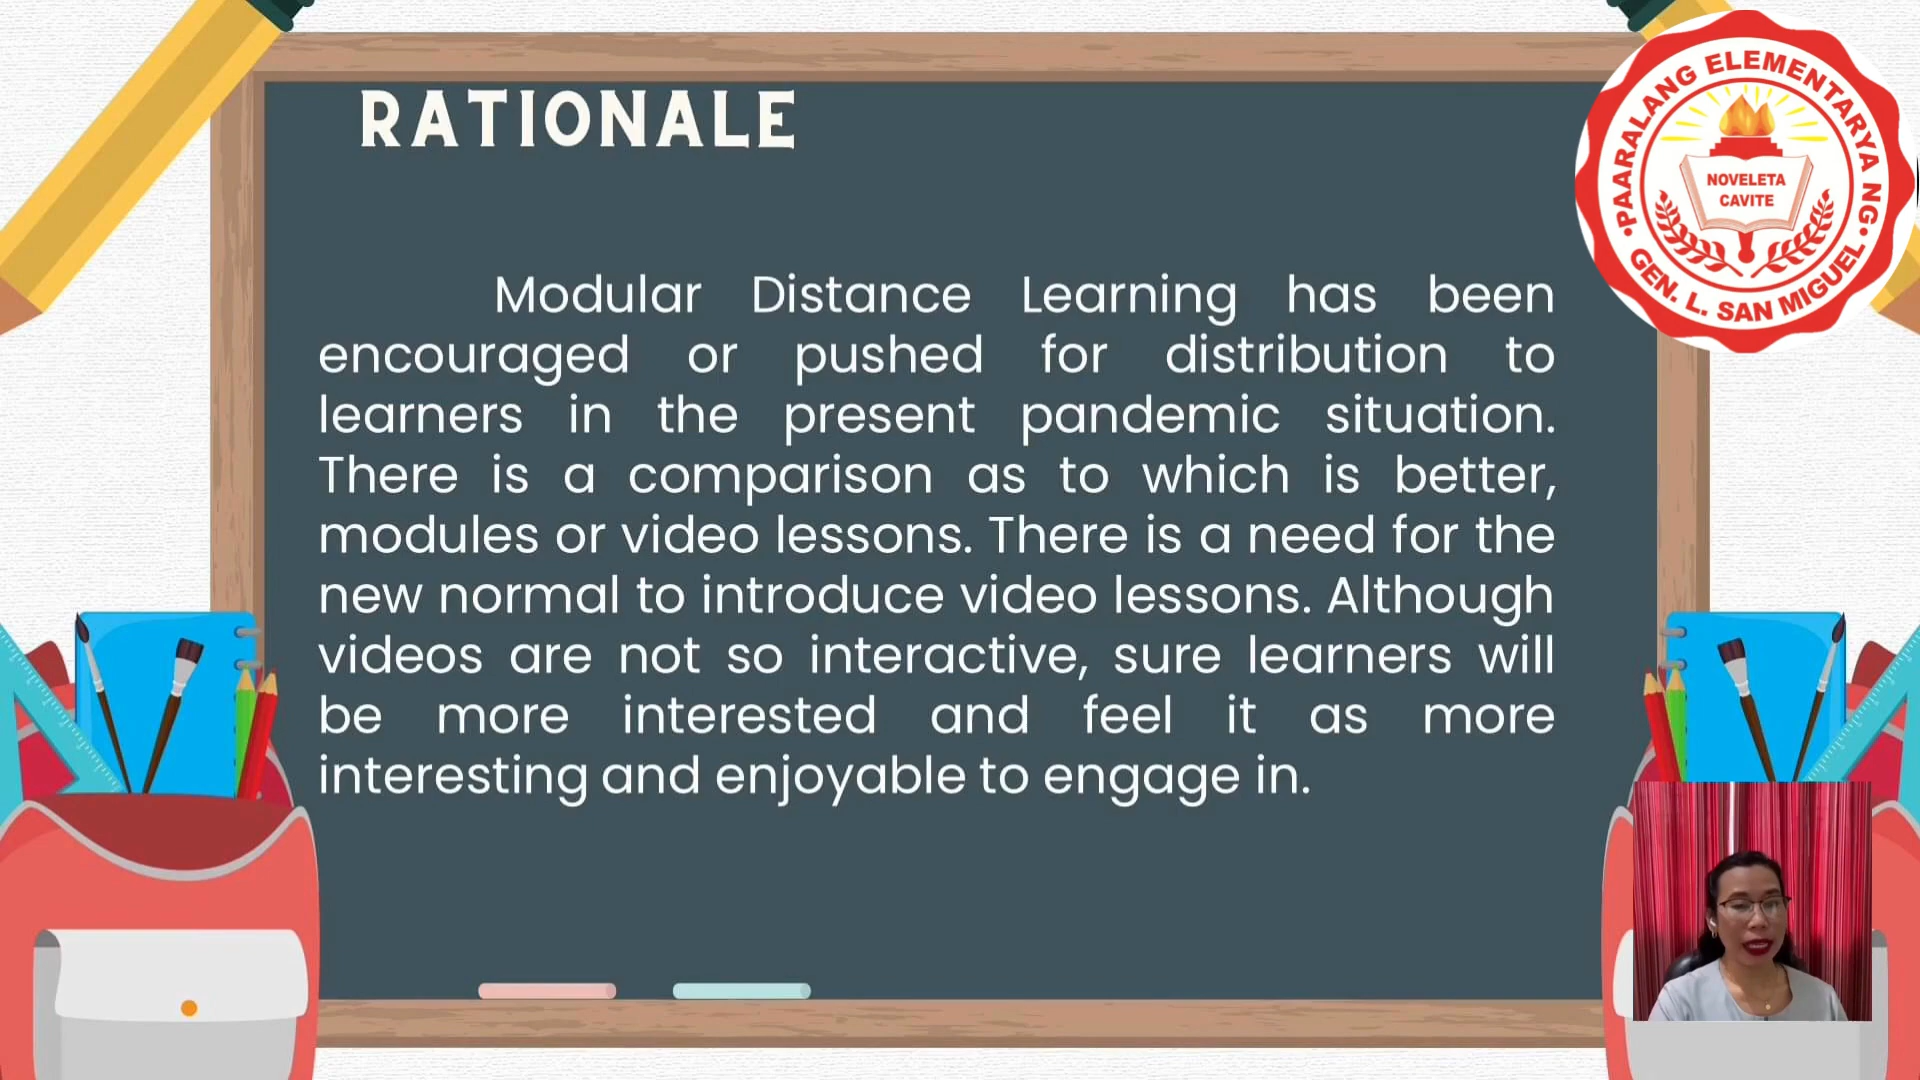 RATIONALE
Modular Distance Learning has been
encouraged or pushed for distribution to
learners in the present pandemic situation.
There is a comparison as to which is better,
modules or video lessons. There is a need for the
new normal to introduce video lessons. Although
videos are not so interactive, sure learners will
be more interested and feel it as more
interesting and enjoyable to engage in.
•PAARALANG ELEMENTARYA NG•
GEN. L. SAN MIGUEL
NOVELETA
CAVITE